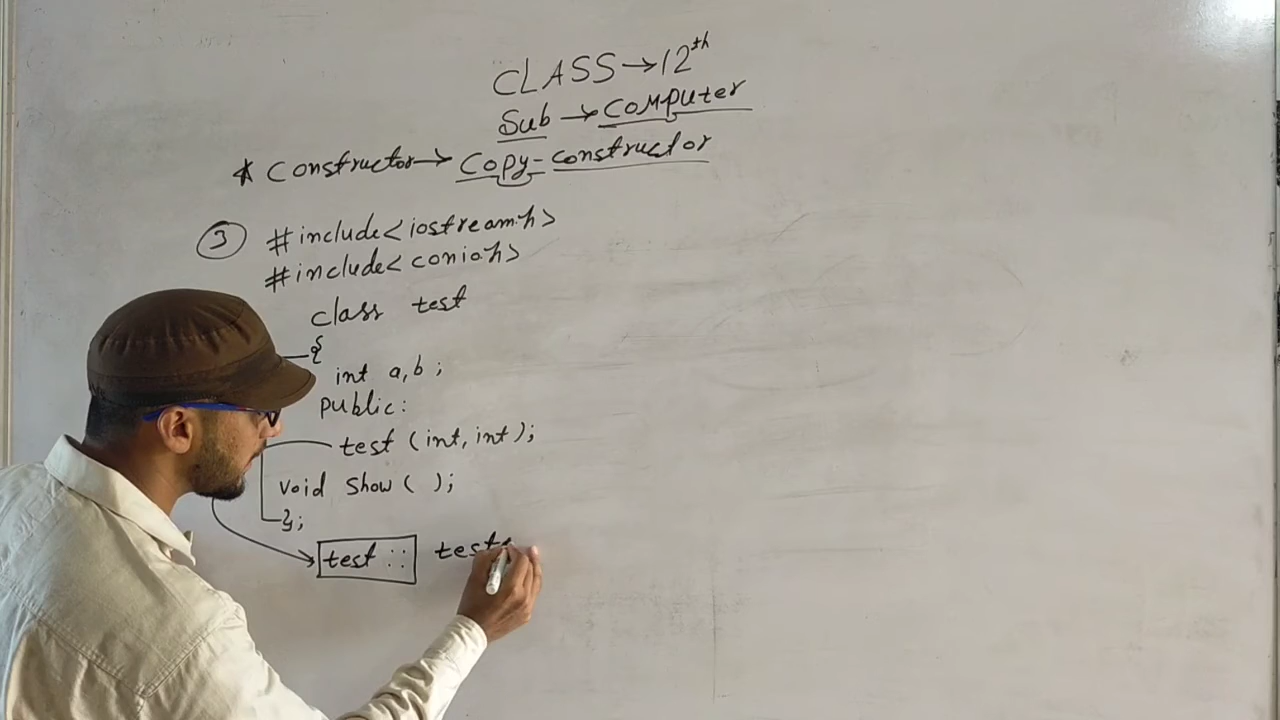 CLASS → 12th
Sub → Computer
* Constructor → Copy-constructor
3 #include<iostream.h>
#include<conio.h>
class test
{
int a,b ;
Public:
test (int, int );
Void Show ( );
};
test :: test(